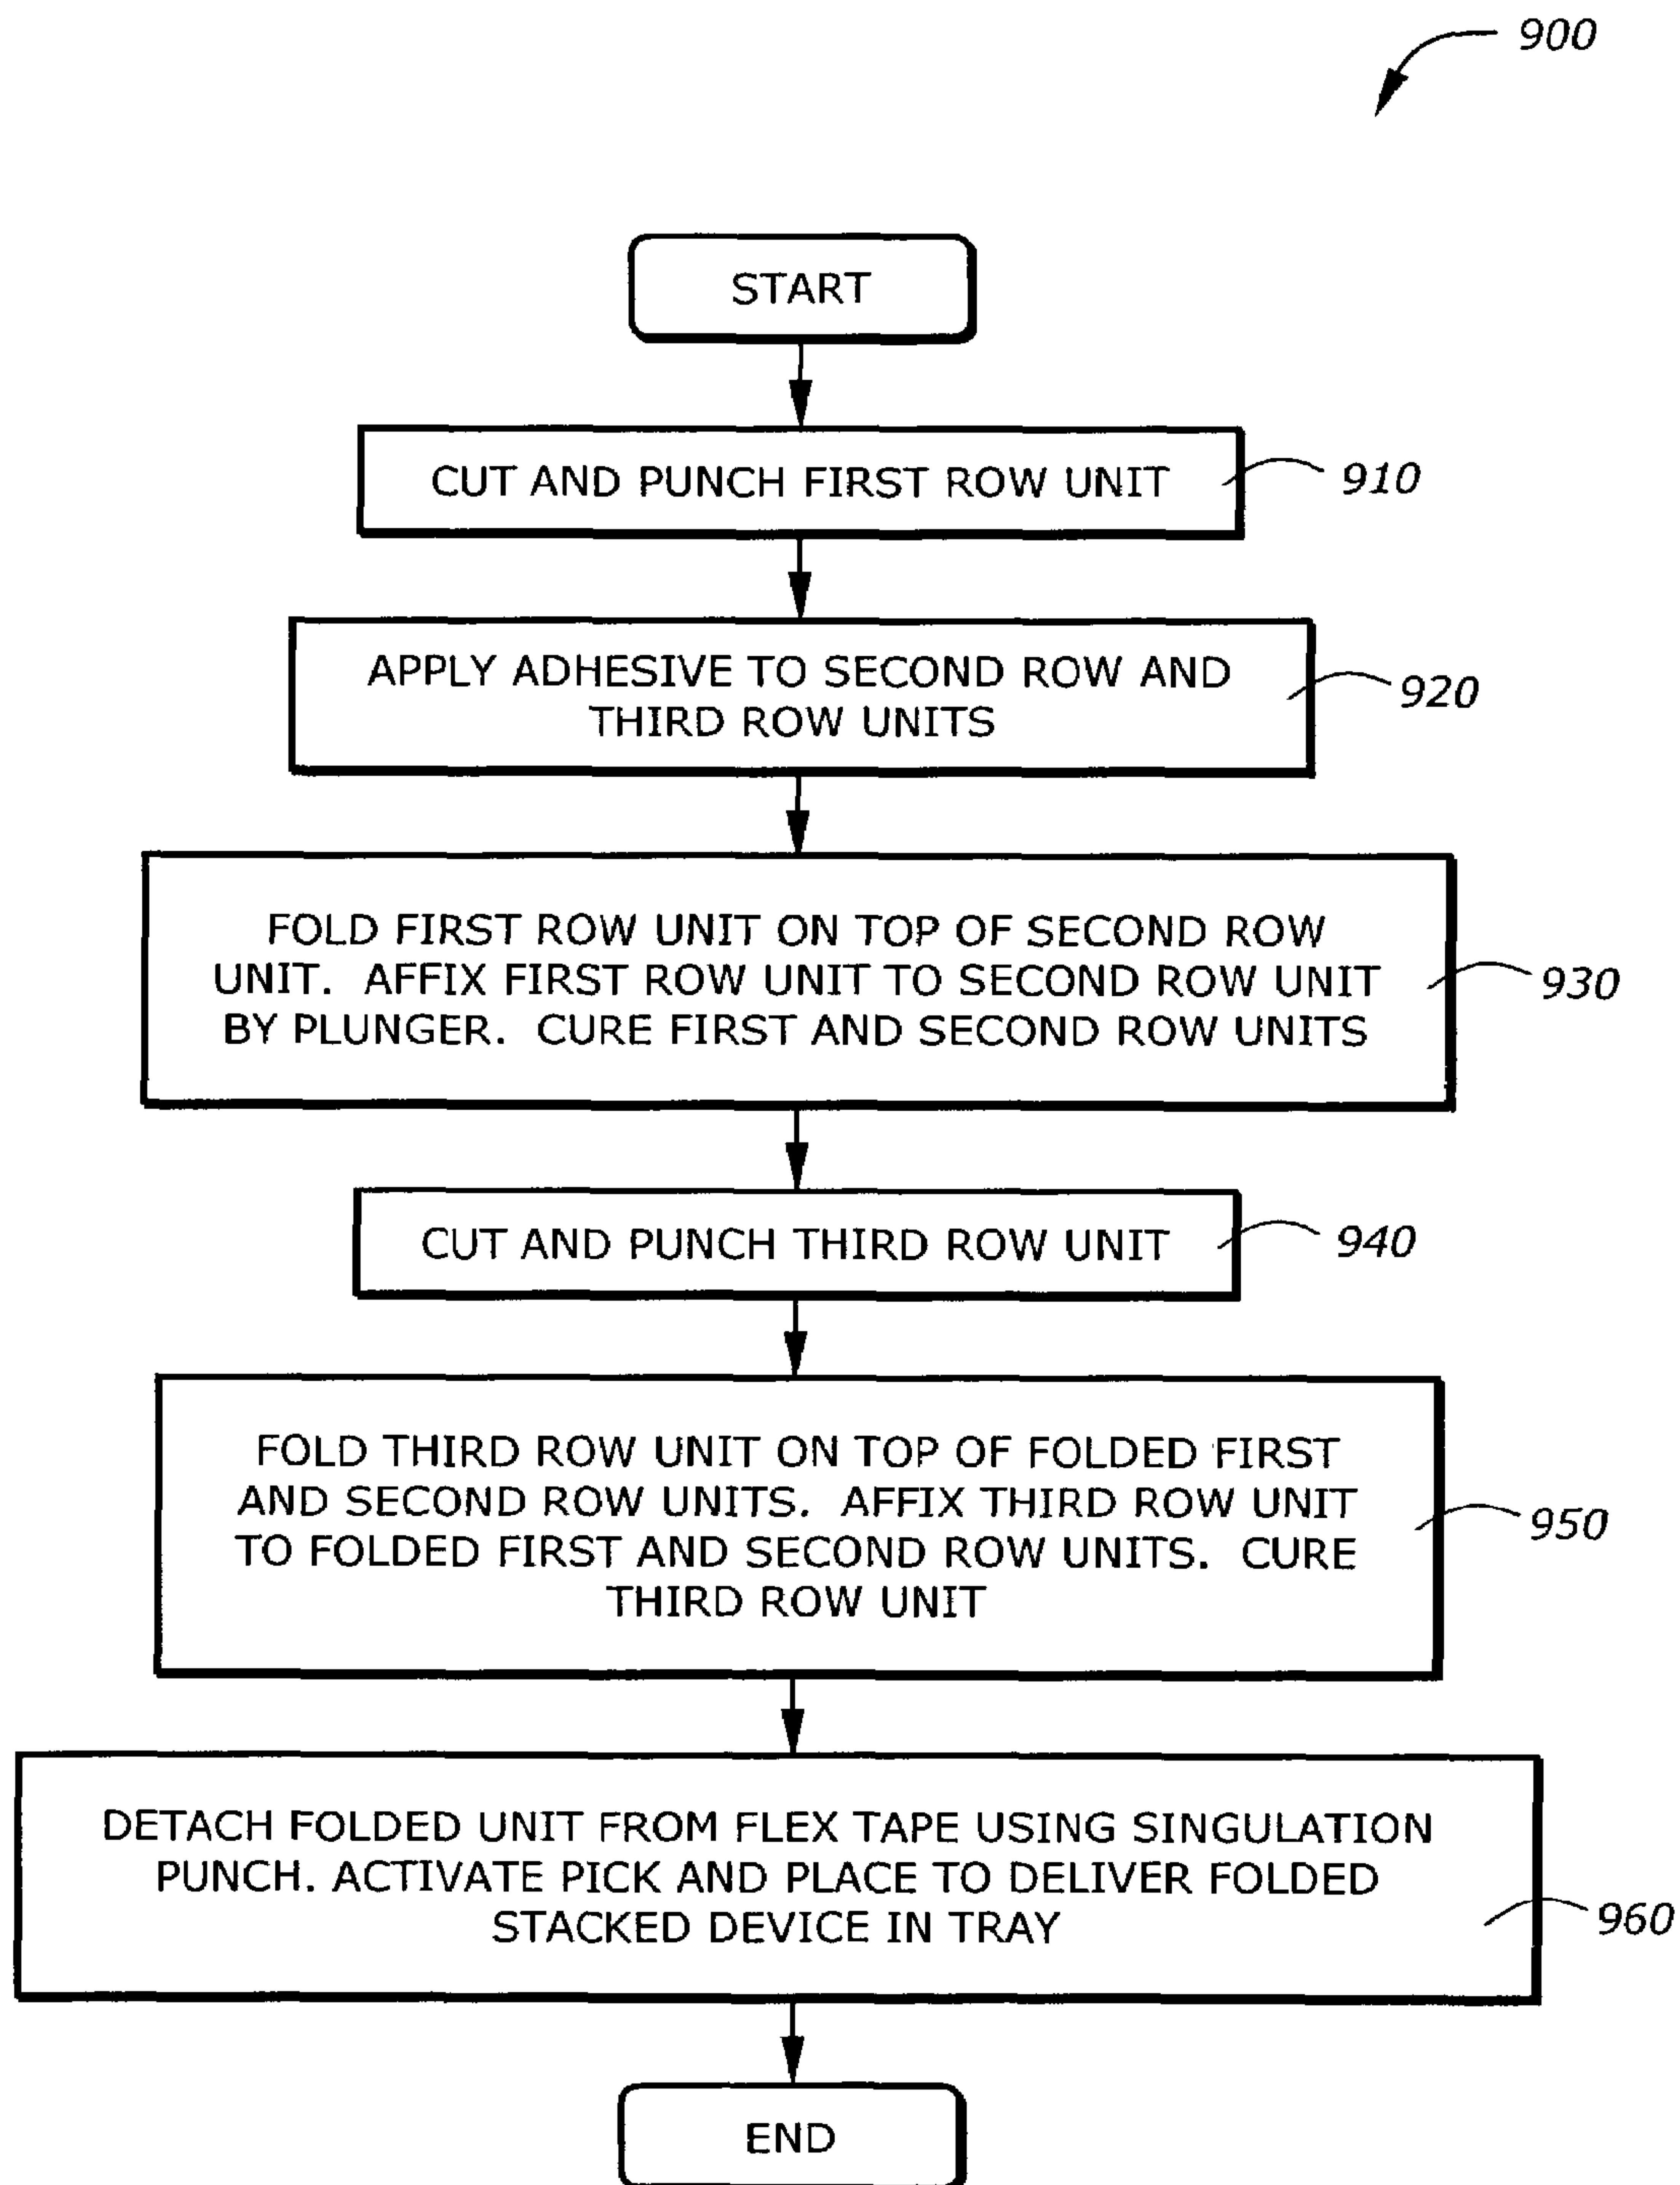 900
START
CUT AND PUNCH FIRST ROW UNIT
910
APPLY ADHESIVE TO SECOND ROW AND
THIRD ROW UNITS
920
FOLD FIRST ROW UNIT ON TOP OF SECOND ROW
UNIT. AFFIX FIRST ROW UNIT TO SECOND ROW UNIT
BY PLUNGER. CURE FIRST AND SECOND ROW UNITS
930
CUT AND PUNCH THIRD ROW UNIT
940
FOLD THIRD ROW UNIT ON TOP OF FOLDED FIRST
AND SECOND ROW UNITS. AFFIX THIRD ROW UNIT
TO FOLDED FIRST AND SECOND ROW UNITS. CURE
THIRD ROW UNIT
950
DETACH FOLDED UNIT FROM FLEX TAPE USING SINGULATION
PUNCH. ACTIVATE PICK AND PLACE TO DELIVER FOLDED
STACKED DEVICE IN TRAY
960
END